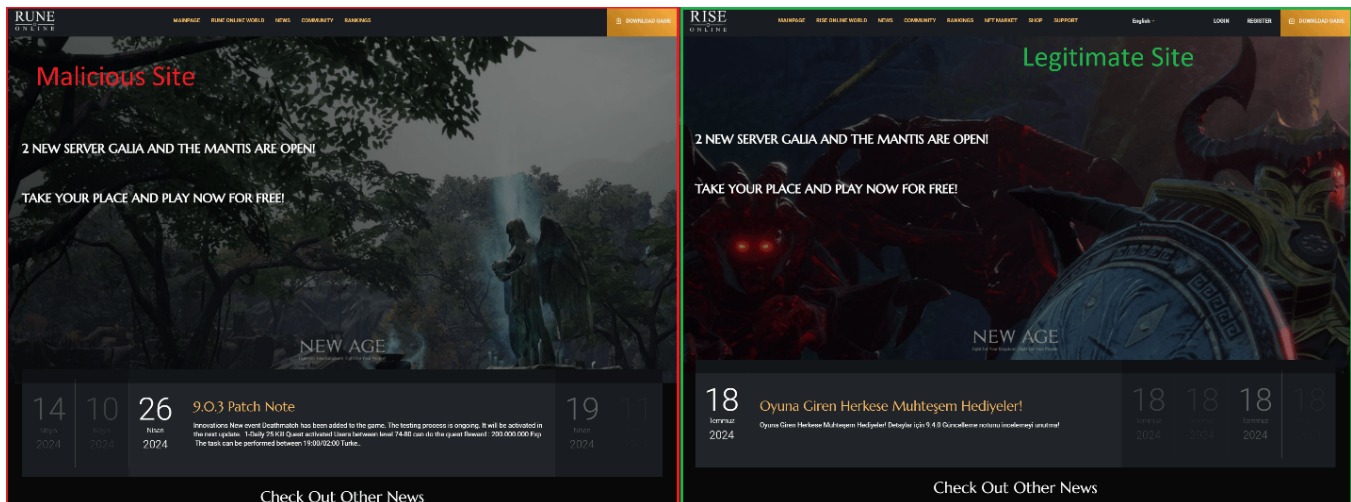 RUNE
ONLINE
MAINPAGE RUNE ONLINE WORLD NEWS COMMUNITY RANKINGS
DOWNLOAD GAME
Malicious Site
2 NEW SERVER GALIA AND THE MANTIS ARE OPEN!
TAKE YOUR PLACE AND PLAY NOW FOR FREE!
NEW AGE
14
Mayıs
2024
10
Mayıs
2024
26
Nisan
2024
9.0.3 Patch Note
Innovations New event Deathmatch has been added to the game. The testing process is ongoing. It will be activated in
the next update. 1-Daily 25 Kill Quest activated Users between level 74-80 can do the quest Reward : 200.000.000 Exp
The task can be performed between 19:00/02:00 Turke..
19
Nisan
2024
11
Check Out Other News
RISE
ONLINE
MAINPAGE RISE ONLINE WORLD NEWS COMMUNITY RANKINGS NFT MARKET SHOP SUPPORT
English
LOGIN REGISTER
DOWNLOAD GAME
Legitimate Site
2 NEW SERVER GALIA AND THE MANTIS ARE OPEN!
TAKE YOUR PLACE AND PLAY NOW FOR FREE!
NEW AGE
18
Temmuz
2024
Oyuna Giren Herkese Muhteşem Hediyeler!
Oyuna Giren Herkese Muhteşem Hediyeler! Detaylar için 9.4.0 Güncelleme notunu incelemeyi unutma!
18
Temmuz
2024
18
Temmuz
2024
18
Temmuz
2024
18
Check Out Other News